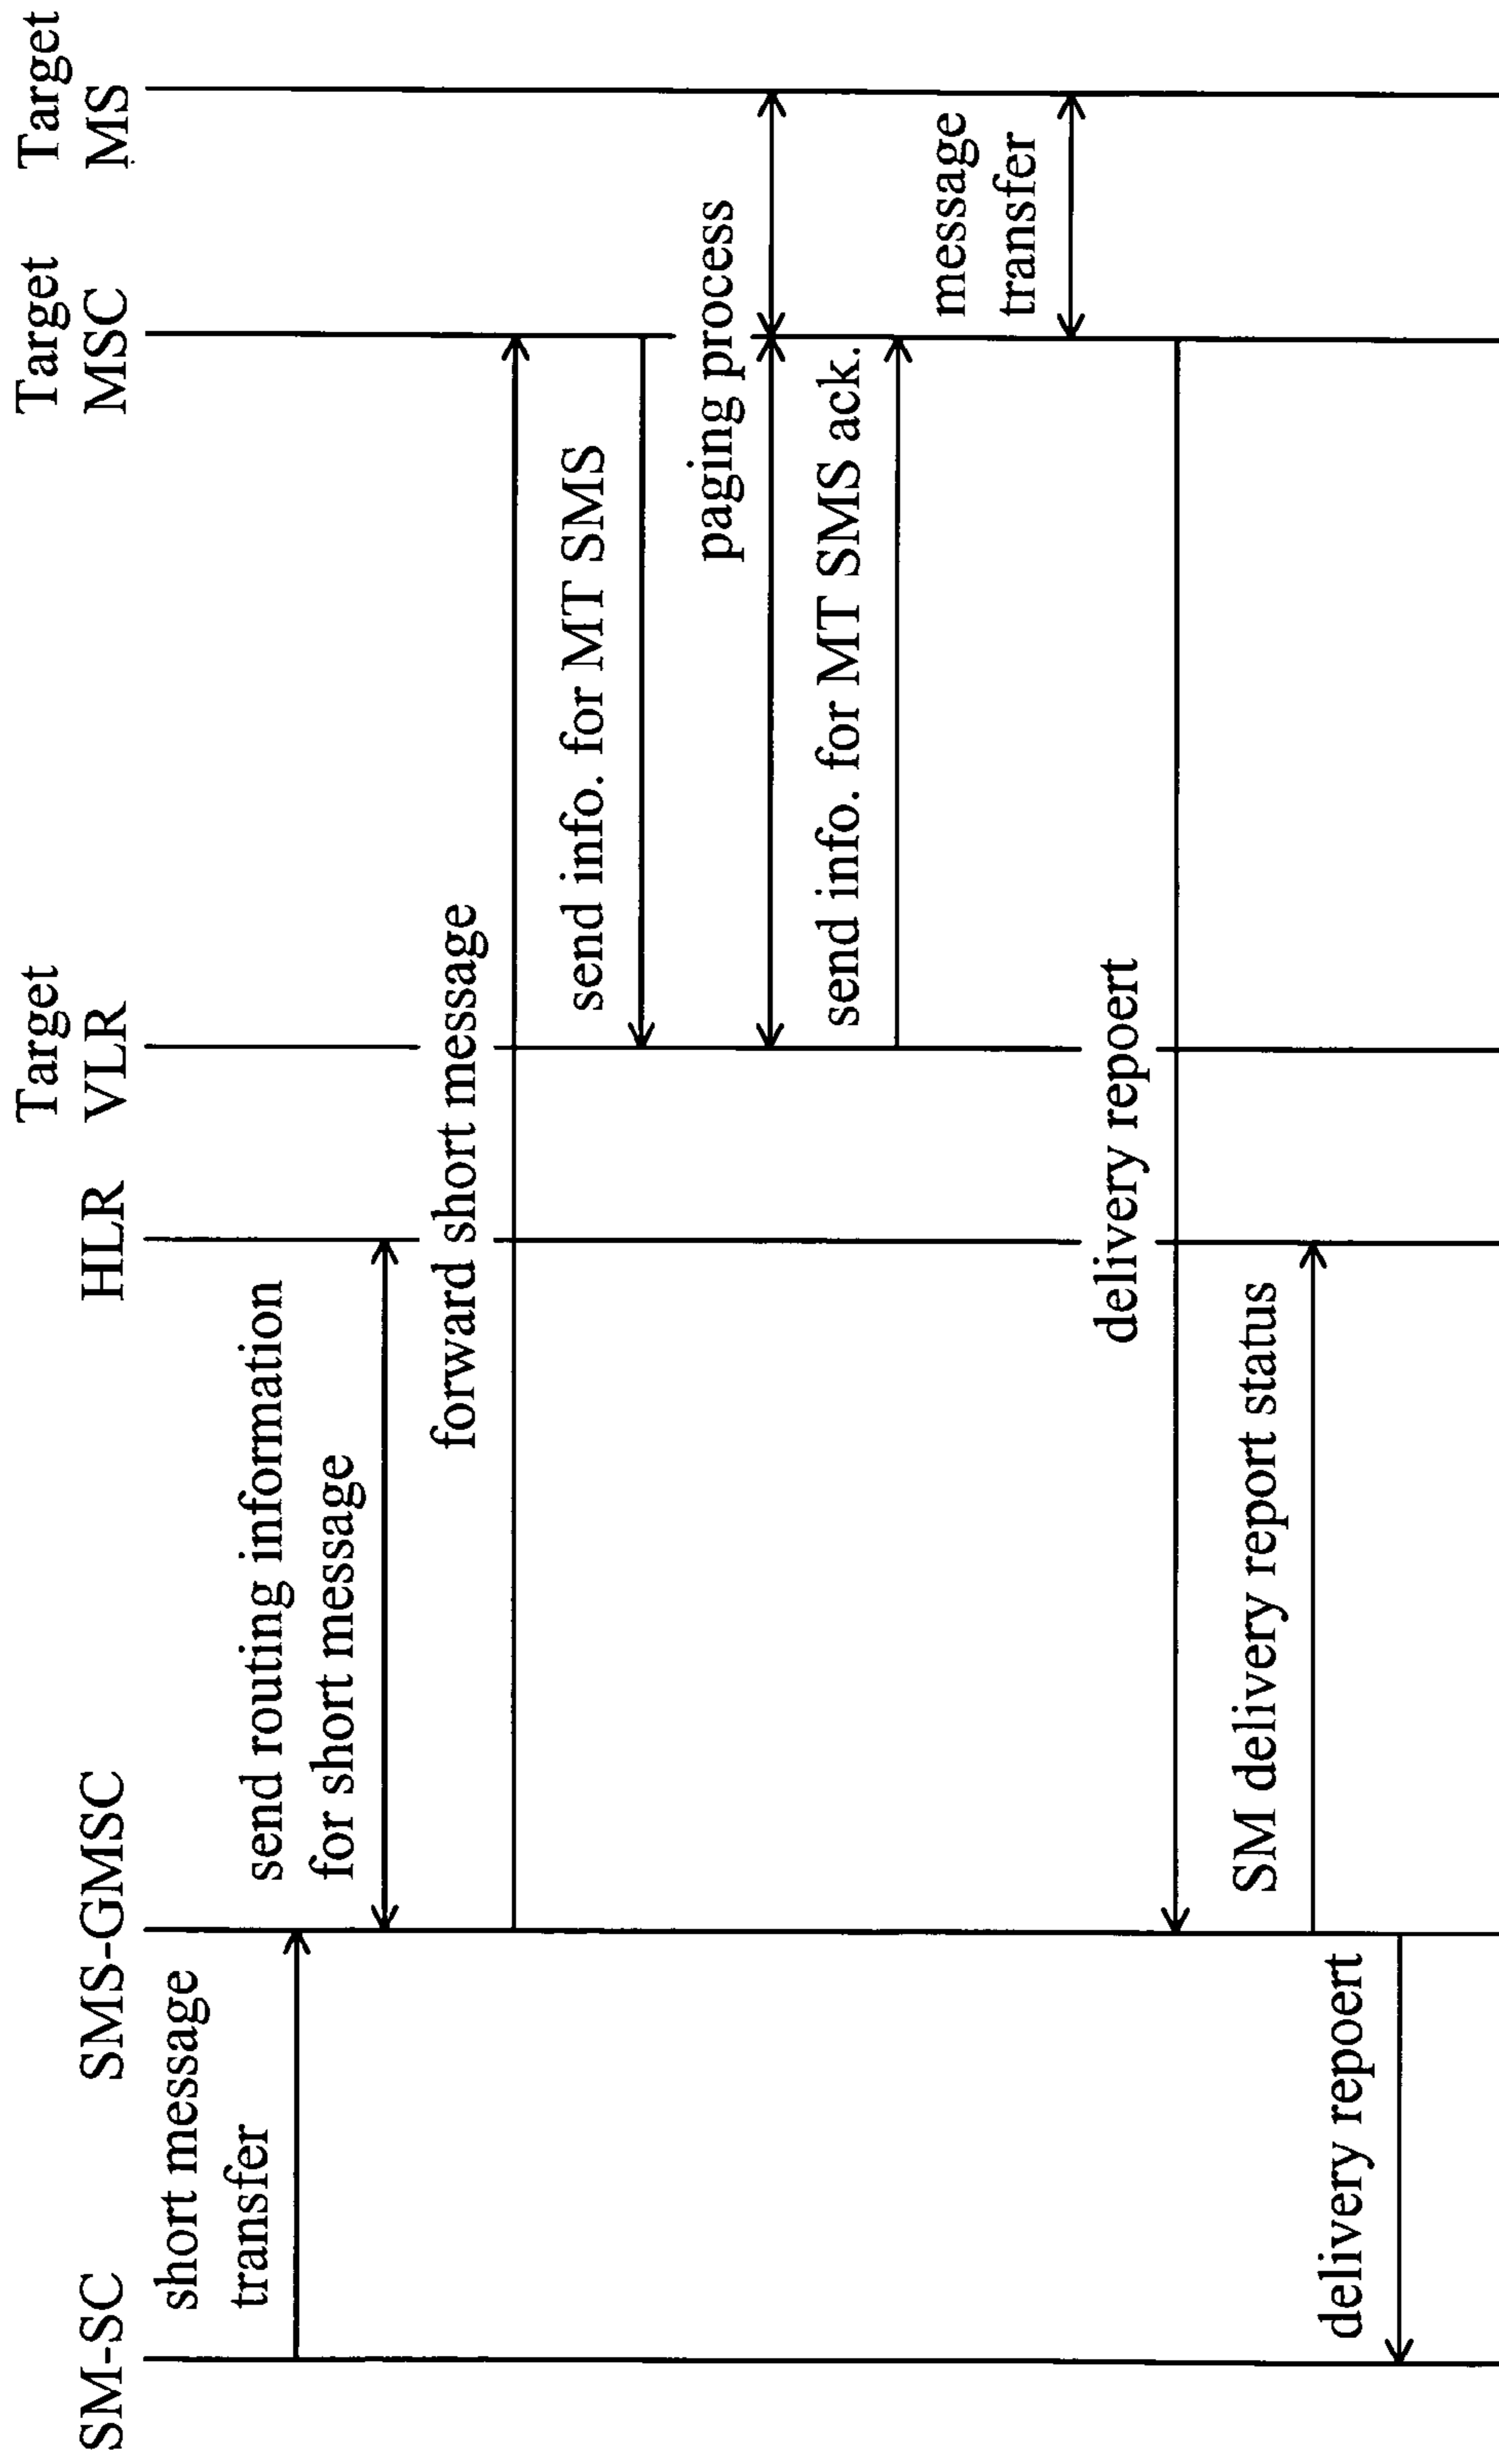 SM-SC
SMS-GMSC
HLR
Target
VLR
Target
MSC
Target
MS
short message
transfer
send routing information
for short message
forward short message
send info. for MT SMS
paging process
send info. for MT SMS ack.
message
transfer
delivery repoert
SM delivery report status
delivery repoert